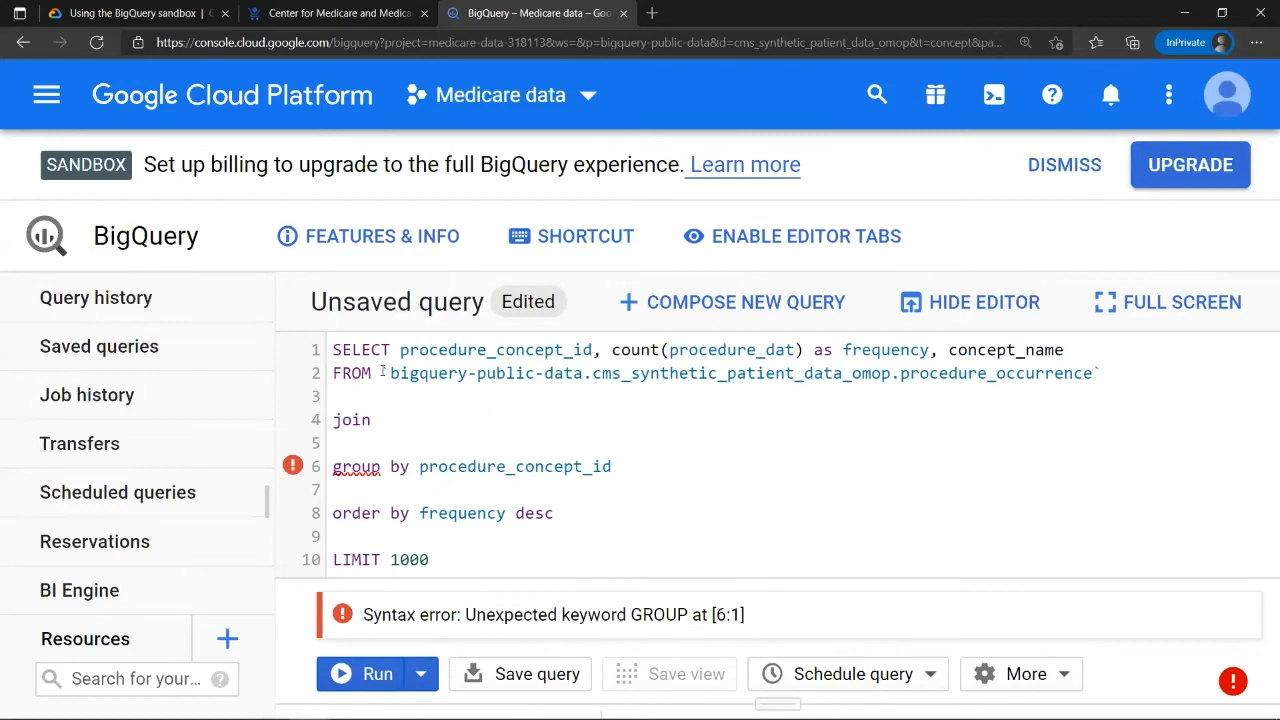 Using the BigQuery sandbox |
Center for Medicare and Medica
BigQuery – Medicare data – Goo
https://console.cloud.google.com/bigquery?project=medicare-data-318113&ws=&p=bigquery-public-data&d=cms_synthetic_patient_data_omop&t=concept&pa...
InPrivate
Google Cloud Platform
Medicare data
SANDBOX Set up billing to upgrade to the full BigQuery experience. Learn more
DISMISS
UPGRADE
BigQuery
FEATURES & INFO
SHORTCUT
ENABLE EDITOR TABS
Query history
Saved queries
Job history
Transfers
Scheduled queries
Reservations
BI Engine
Resources
Search for your...
Unsaved query Edited
COMPOSE NEW QUERY
HIDE EDITOR
FULL SCREEN
1 SELECT procedure_concept_id, count(procedure_dat) as frequency, concept_name
2 FROM `bigquery-public-data.cms_synthetic_patient_data_omop.procedure_occurrence`
3
4 join
5
6 group by procedure_concept_id
7
8 order by frequency desc
9
10 LIMIT 1000
Syntax error: Unexpected keyword GROUP at [6:1]
Run
Save query
Save view
Schedule query
More